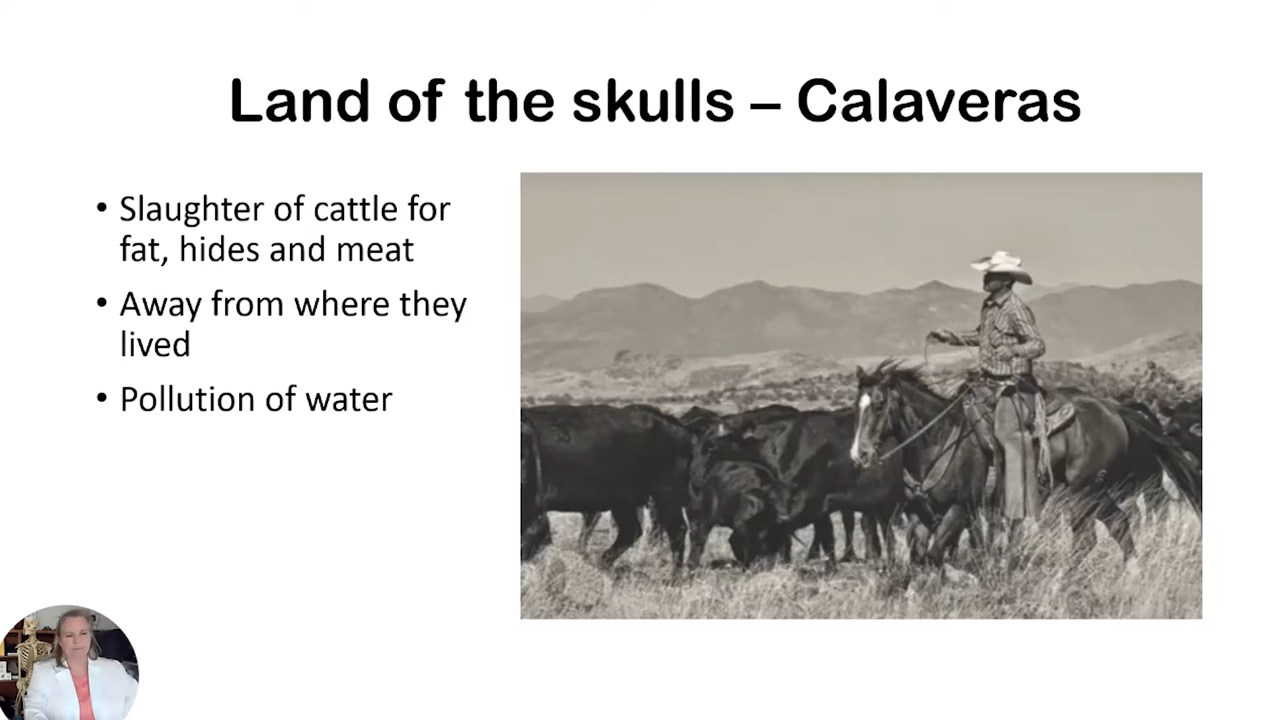 Land of the skulls – Calaveras
• Slaughter of cattle for
fat, hides and meat
• Away from where they
lived
• Pollution of water